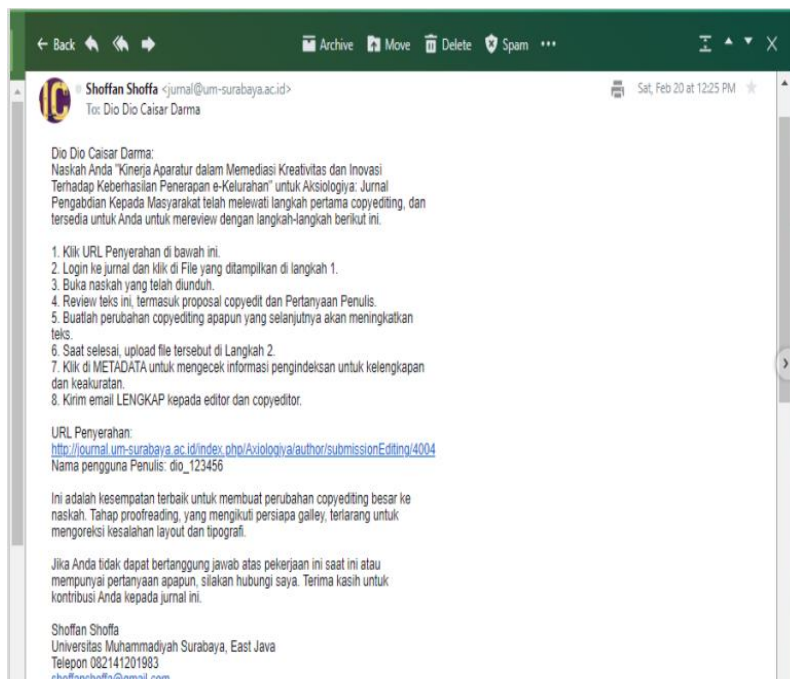 Back Archive Move Delete Spam
Shoffan Shoffa <jurnal@um-surabaya.ac.id> Sat, Feb 20 at 12:25 PM
To: Dio Dio Caisar Darma
Dio Dio Caisar Darma:
Naskah Anda "Kinerja Aparatur dalam Memediasi Kreativitas dan Inovasi
Terhadap Keberhasilan Penerapan e-Kelurahan" untuk Aksiologiya: Jurnal
Pengabdian Kepada Masyarakat telah melewati langkah pertama copyediting, dan
tersedia untuk Anda untuk mereview dengan langkah-langkah berikut ini.
1. Klik URL Penyerahan di bawah ini.
2. Login ke jurnal dan klik di File yang ditampilkan di langkah 1.
3. Buka naskah yang telah diunduh.
4. Review teks ini, termasuk proposal copyedit dan Pertanyaan Penulis.
5. Buatlah perubahan copyediting apapun yang selanjutnya akan meningkatkan
teks.
6. Saat selesai, upload file tersebut di Langkah 2.
7. Klik di METADATA untuk mengecek informasi pengindeksan untuk kelengkapan
dan keakuratan.
8. Kirim email LENGKAP kepada editor dan copyeditor.
URL Penyerahan:
http://journal.um-surabaya.ac.id/index.php/Axiologiya/author/submissionEditing/4004
Nama pengguna Penulis: dio_123456
Ini adalah kesempatan terbaik untuk membuat perubahan copyediting besar ke
naskah. Tahap proofreading, yang mengikuti persiapa galley, terlarang untuk
mengoreksi kesalahan layout dan tipografi.
Jika Anda tidak dapat bertanggung jawab atas pekerjaan ini saat ini atau
mempunyai pertanyaan apapun, silakan hubungi saya. Terima kasih untuk
kontribusi Anda kepada jurnal ini.
Shoffan Shoffa
Universitas Muhammadiyah Surabaya, East Java
Telepon 082141201983
shoffanshoffa@gmail.com